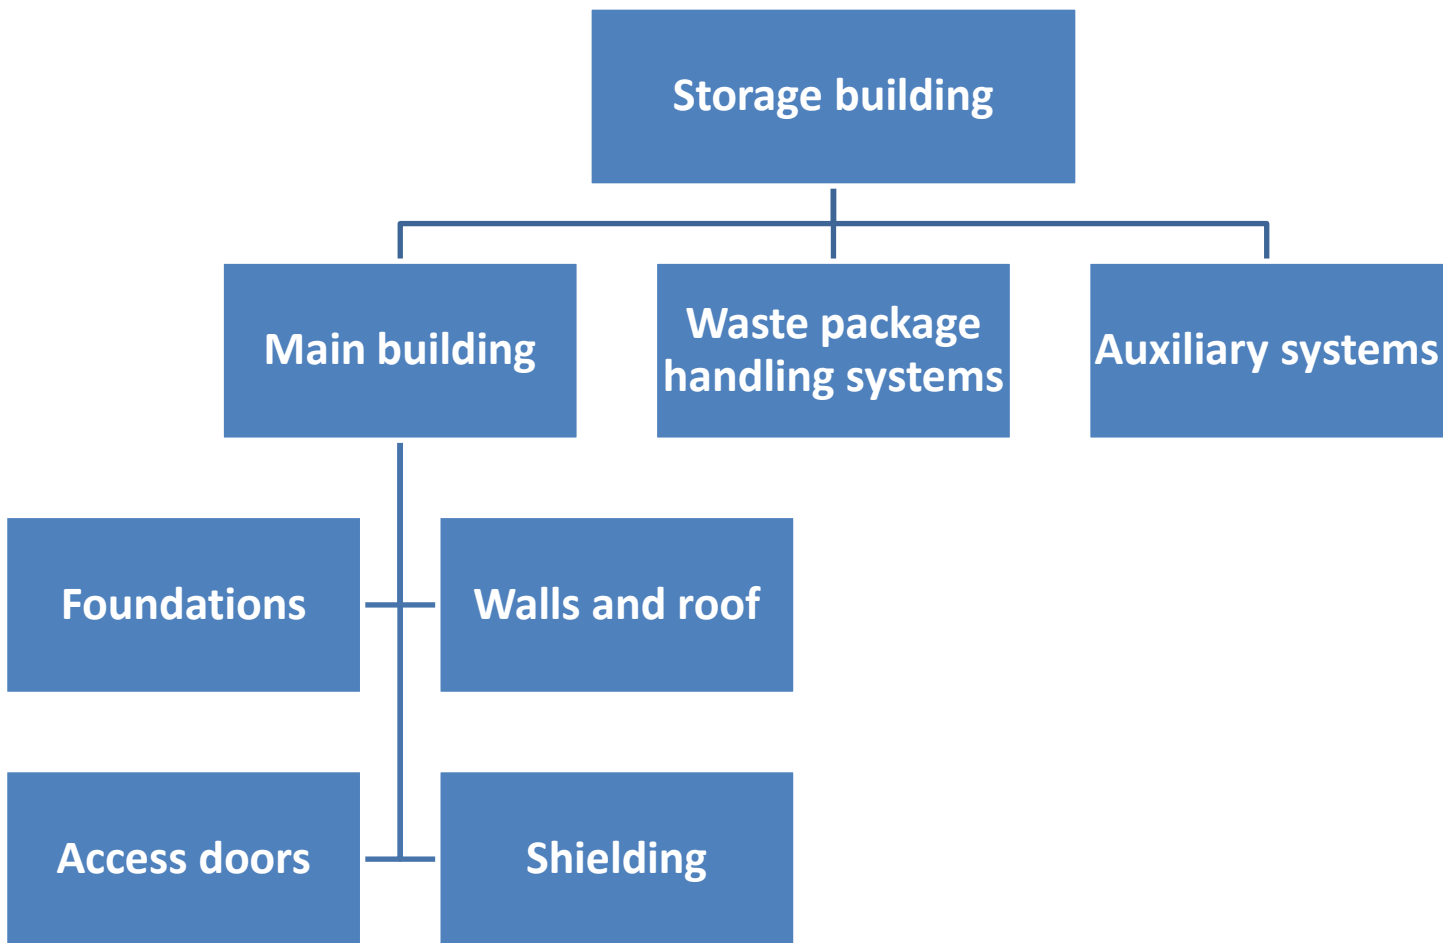 Storage building
Main building
Waste package
handling systems
Auxiliary systems
Foundations
Walls and roof
Access doors
Shielding